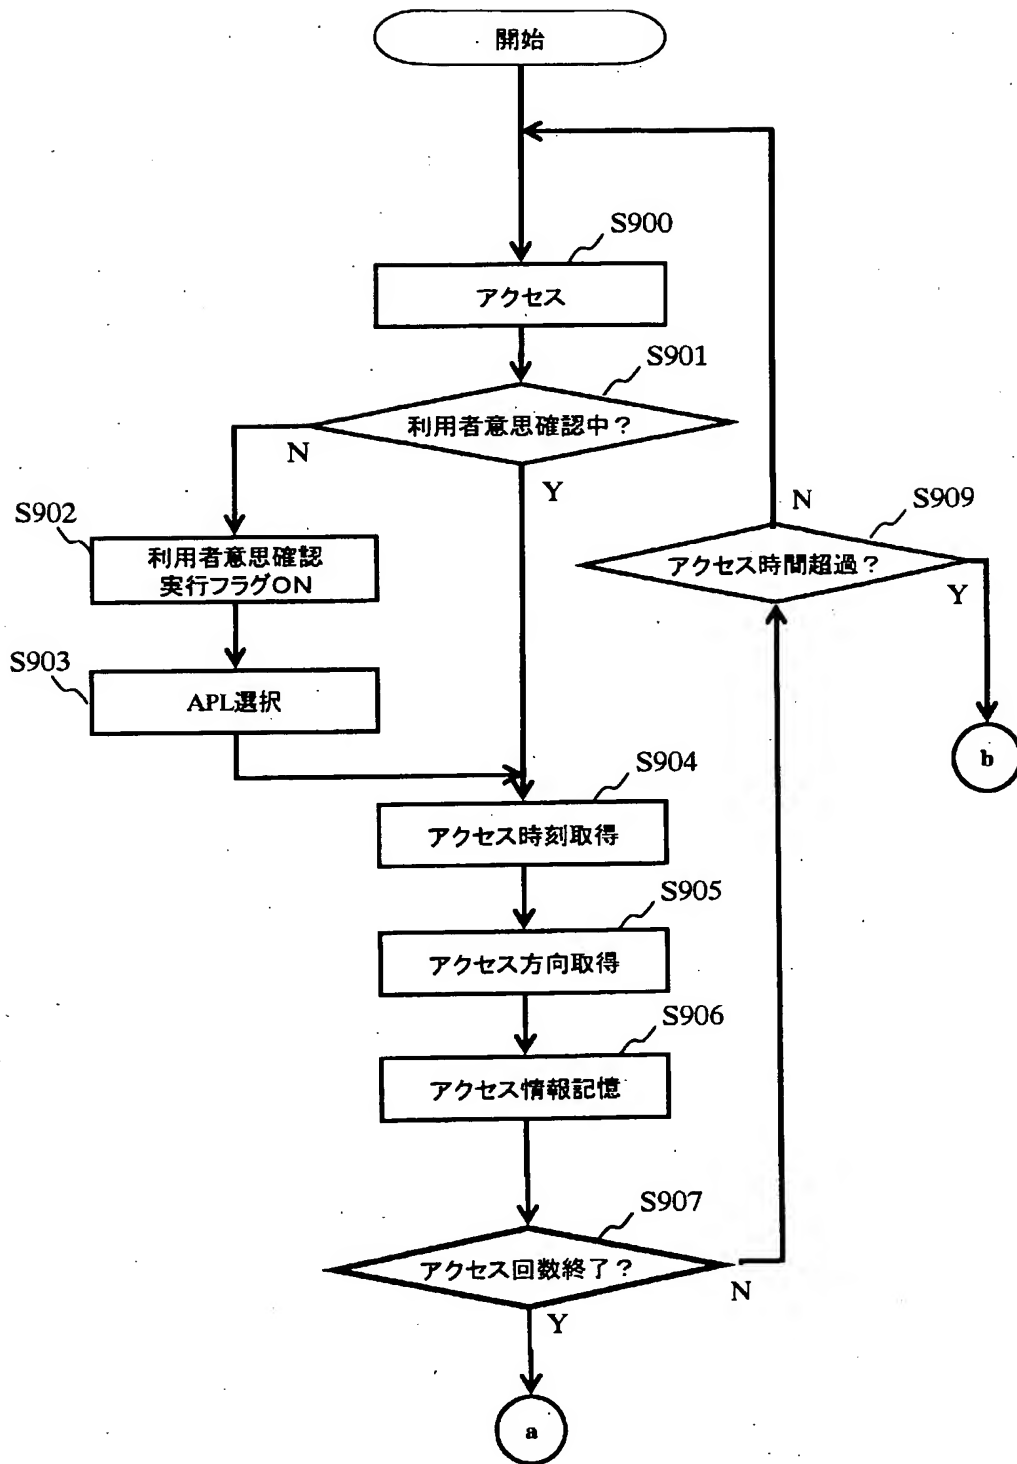 開始
S900
アクセス
S901
利用者意思確認中？
N
Y
S902
利用者意思確認
実行フラグON
S903
APL選択
N
S909
アクセス時間超過？
Y
b
S904
アクセス時刻取得
S905
アクセス方向取得
S906
アクセス情報記憶
S907
アクセス回数終了？
N
Y
a